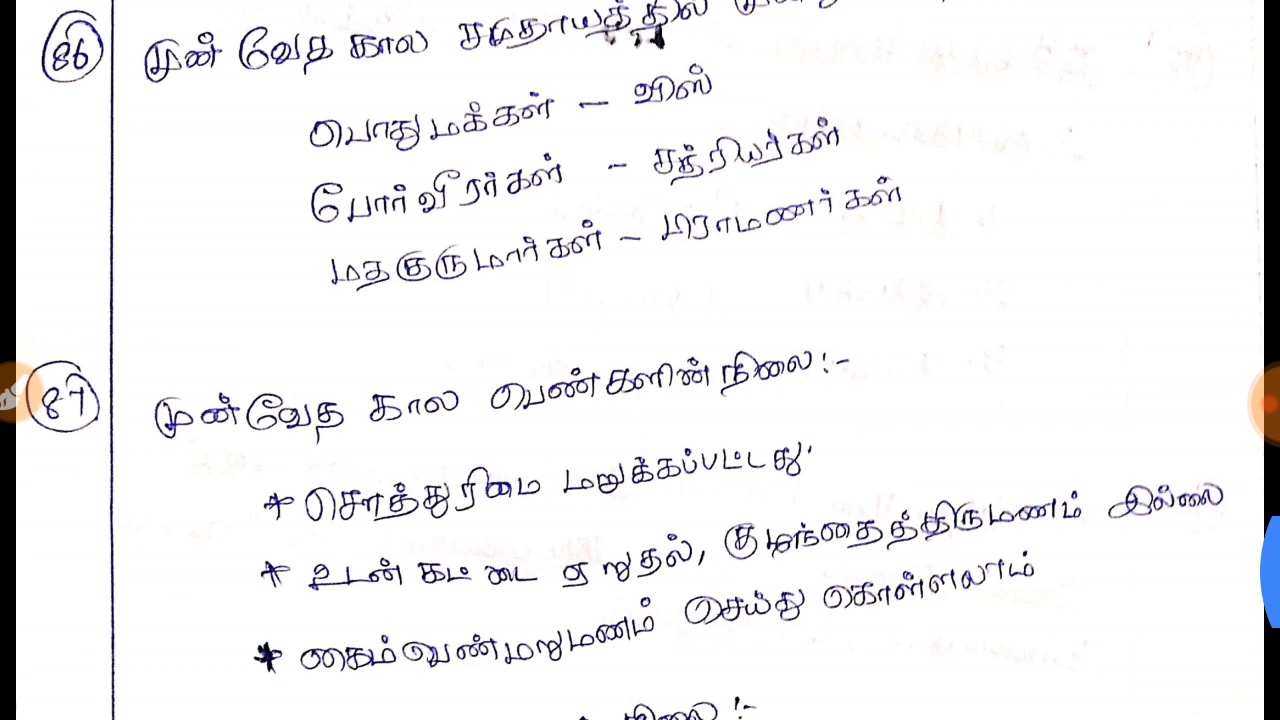 86 முன் வேத கால சமுதாயத்தில்
பொதுமக்கள் - விஸ்
போர்வீரர்கள் - சத்ரியர்கள்
மதகுருமார்கள் - பிராமணர்கள்
87 முன்வேத கால பெண்களின் நிலை :-
* சொத்துரிமை மறுக்கப்பட்டது.
* உடன் கட்டை ஏறுதல், குழந்தைத்திருமணம் இல்லை
* கைம்பெண்மறுமணம் செய்து கொள்ளலாம்
நிலை :-